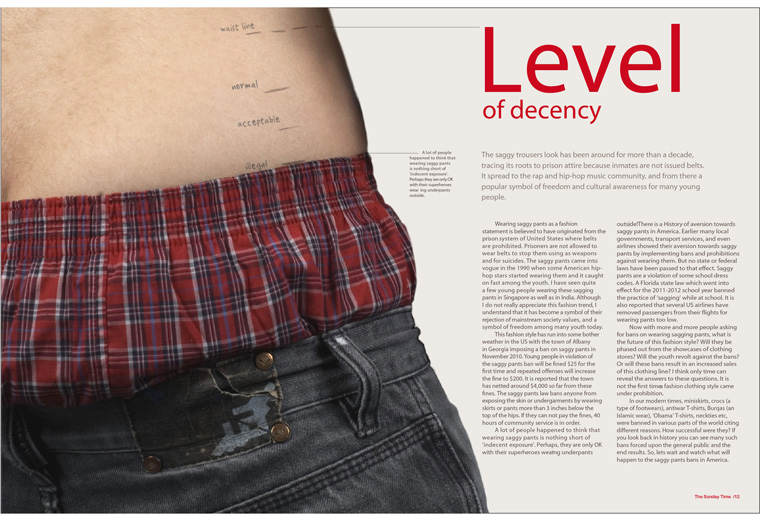 waist line
normal
acceptable
illegal
A lot of people
happened to think that
wearing saggy pants
is nothing short of
'indecent exposure'.
Perhaps they are only OK
with their superheroes
wear ing underpants
outside.
Level
of decency
The saggy trousers look has been around for more than a decade,
tracing its roots to prison attire because inmates are not issued belts.
It spread to the rap and hip-hop music community, and from there a
popular symbol of freedom and cultural awareness for many young
people.
Wearing saggy pants as a fashion
statement is believed to have originated from the
prison system of United States where belts
are prohibited. Prisoners are not allowed to
wear belts to stop them using as weapons
and for suicides. The saggy pants came into
vogue in the 1990 when some American hip-
hop stars started wearing them and it caught
on fast among the youth. I have seen quite
a few young people wearing these sagging
pants in Singapore as well as in India. Although
I do not really appreciate this fashion trend, I
understand that it has become a symbol of their
rejection of mainstream society values, and a
symbol of freedom among many youth today.
This fashion style has run into some bother
weather in the US with the town of Albany
in Georgia imposing a ban on saggy pants in
November 2010. Young people in violation of
the saggy pants ban will be fined $25 for the
first time and repeated offenses will increase
the fine to $200. It is reported that the town
has netted around $4,000 so far from these
fines. The saggy pants law bans anyone from
exposing the skin or undergarments by wearing
skirts or pants more than 3 inches below the
top of the hips. If they can not pay the fines, 40
hours of community service is in order.
A lot of people happened to think that
wearing saggy pants is nothing short of
'indecent exposure'. Perhaps, they are only OK
with their superheroes wearing underpants
outside!There is a History of aversion towards
saggy pants in America. Earlier many local
governments, transport services, and even
airlines showed their aversion towards saggy
pants by implementing bans and prohibitions
against wearing them. But no state or federal
laws have been passed to that effect. Saggy
pants are a violation of some school dress
codes. A Florida state law which went into
effect for the 2011-2012 school year banned
the practice of 'sagging' while at school. It is
also reported that several US airlines have
removed passengers from their flights for
wearing pants too low.
Now with more and more people asking
for bans on wearing sagging pants, what is
the future of this fashion style? Will they be
phased out from the showcases of clothing
stores? Will the youth revolt against the bans?
Or will these bans result in an increased sales
of this clothing line? I think only time can
reveal the answers to these questions. It is
not the first time fashion clothing style came
under prohibition.
In our modern times, miniskirts, crocs (a
type of footwears), antiwar T-shirts, Burqas (an
Islamic wear), 'Obama' T-shirts, neckties etc,
were banned in various parts of the world citing
different reasons. How successful were they? If
you look back in history you can see many such
bans forced upon the general public and the
end results. So, lets wait and watch what will
happen to the saggy pants bans in America.
The Sunday Time /12